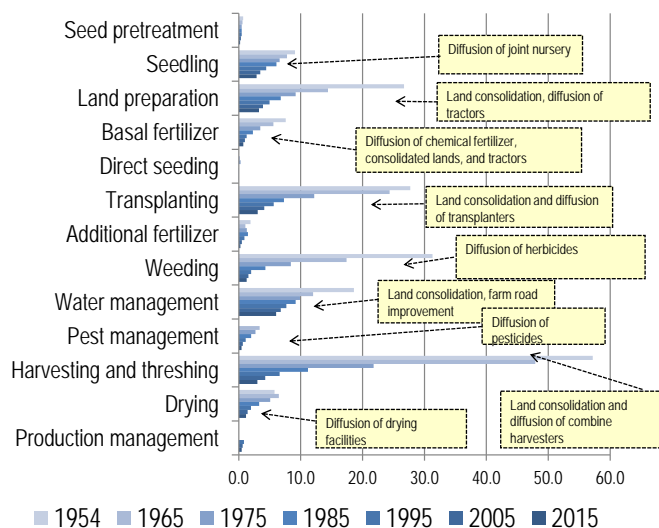 Seed pretreatment
Seedling
Land preparation
Basal fertilizer
Direct seeding
Transplanting
Additional fertilizer
Weeding
Water management
Pest management
Harvesting and threshing
Drying
Production management
Diffusion of joint nursery
Land consolidation, diffusion of
tractors
Diffusion of chemical fertilizer,
consolidated lands, and tractors
Land consolidation and diffusion
of transplanters
Diffusion of herbicides
Land consolidation, farm road
improvement
Diffusion of
pesticides
Land consolidation and
diffusion of combine
harvesters
Diffusion of drying
facilities
0.0 10.0 20.0 30.0 40.0 50.0 60.0
1954 1965 1975 1985 1995 2005 2015